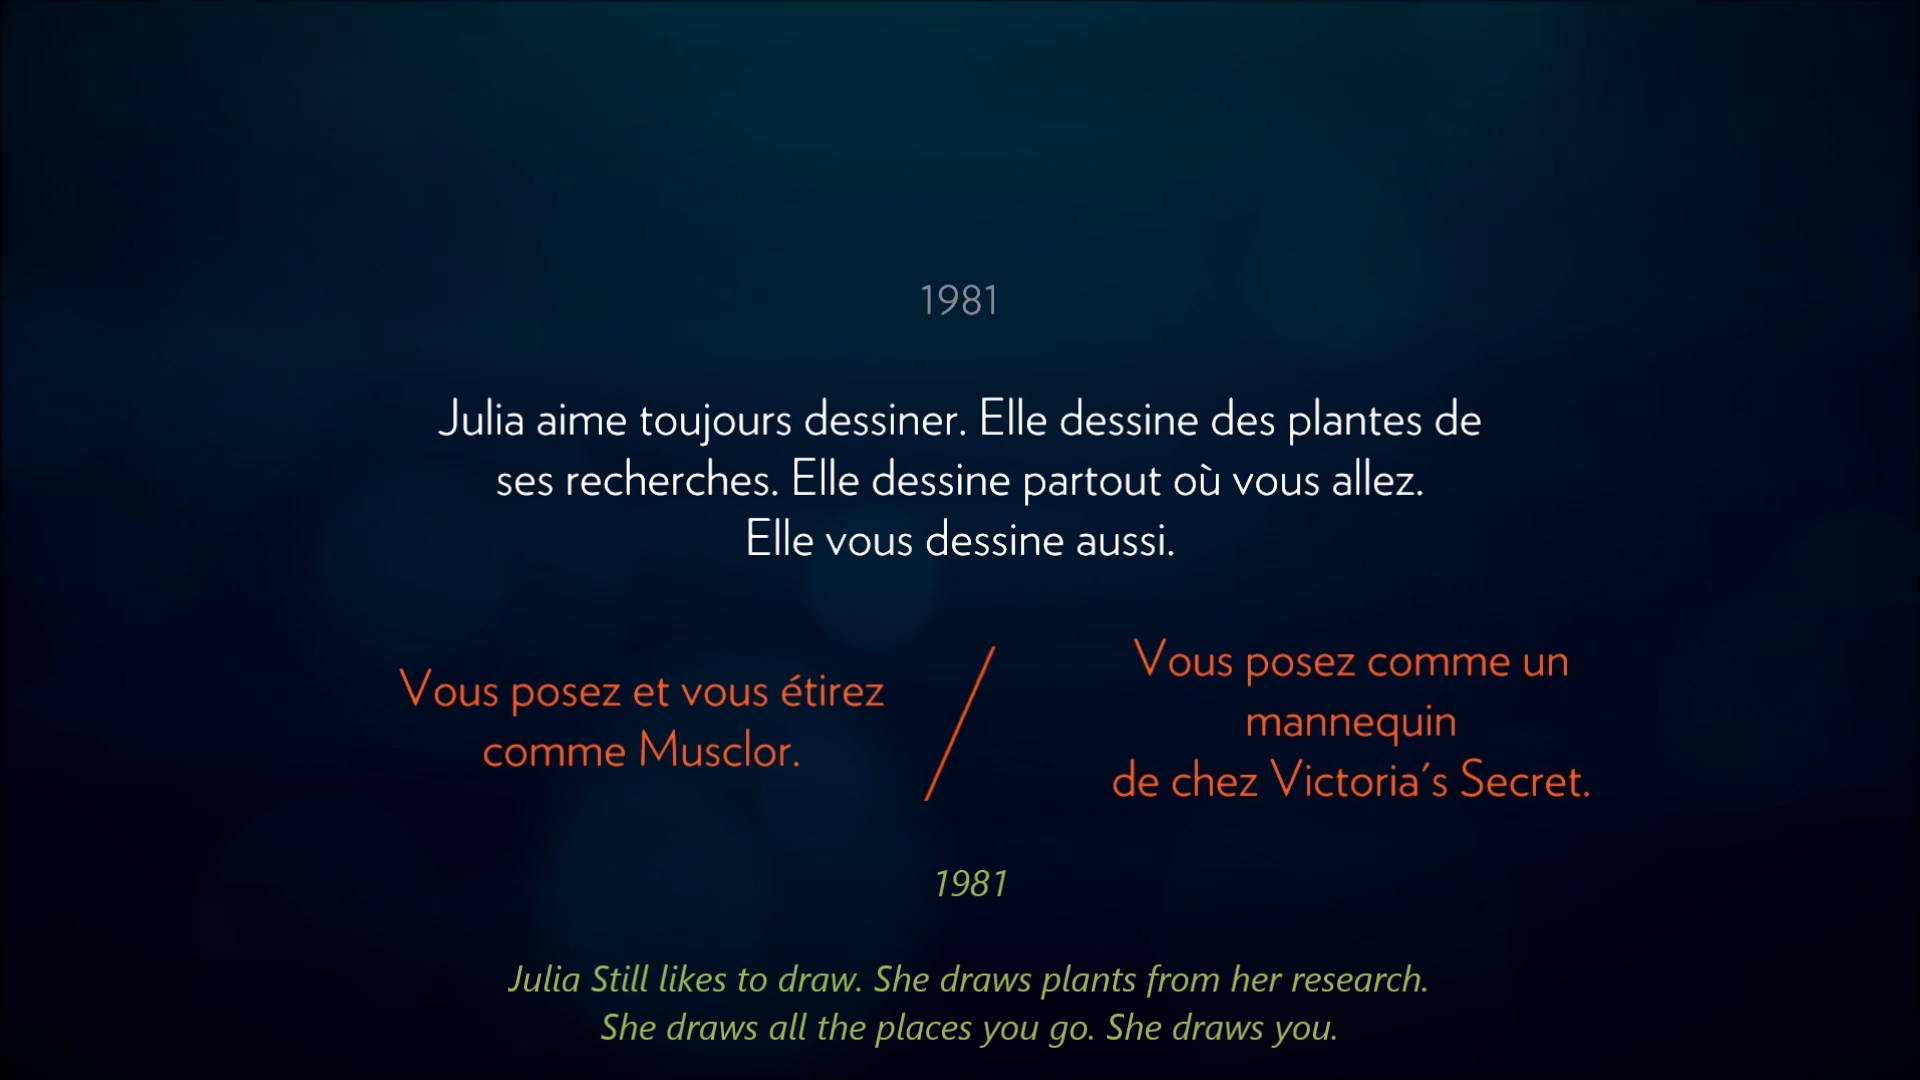 1981
Julia aime toujours dessiner. Elle dessine des plantes de
ses recherches. Elle dessine partout où vous allez.
Elle vous dessine aussi.
Vous posez et vous étirez
comme Musclor.
Vous posez comme un
mannequin
de chez Victoria's Secret.
1981
Julia Still likes to draw. She draws plants from her research.
She draws all the places you go. She draws you.